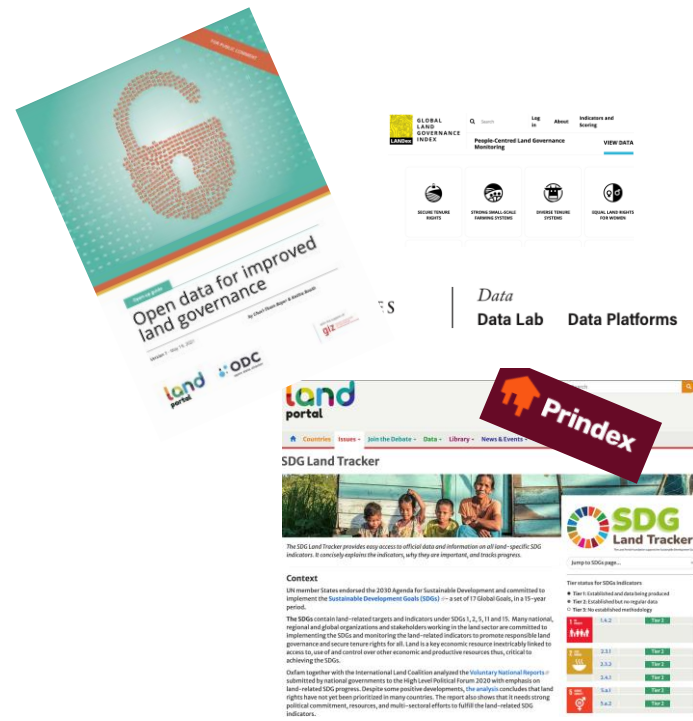 FOR PUBLIC COMMENT
Open up guide
Open data for improved
land governance
by Charl-Thom Bayer & Katila Booth
Version 1 - May 18, 2021
land
portal
ODC
giz
LANDex
GLOBAL
LAND
GOVERNANCE
INDEX
Search
Log
in
About
Indicators and
Scoring
People-Centred Land Governance
Monitoring
VIEW DATA
SECURE TENURE
RIGHTS
STRONG SMALL-SCALE
FARMING SYSTEMS
DIVERSE TENURE
SYSTEMS
EQUAL LAND RIGHTS
FOR WOMEN
ES
Data
Data Lab Data Platforms
land
portal
Prindex
Countries Issues Join the Debate Data Library News & Events
SDG Land Tracker
The SDG Land Tracker provides easy access to official data and information on all land-specific SDG
indicators. It concisely explains the indicators, why they are important, and tracks progress.
Context
UN member States endorsed the 2030 Agenda for Sustainable Development and committed to
implement the Sustainable Development Goals (SDGs) – a set of 17 Global Goals, in a 15-year
period.
The SDGs contain land-related targets and indicators under SDGs 1, 2, 5, 11 and 15. Many national,
regional and global organizations and stakeholders working in the land sector are committed to
implementing the SDGs and monitoring the land-related indicators to promote responsible land
governance and secure tenure rights for all. Land is a key economic resource inextricably linked to
access to, use of and control over other economic and productive resources thus, critical to
achieving the SDGs.
Oxfam together with the International Land Coalition analyzed the Voluntary National Reports
submitted by national governments to the High Level Political Forum 2020 with emphasis on
land-related SDG progress. Despite some positive developments, the analysis concludes that land
rights have not yet been prioritized in many countries. The report also shows that it needs strong
political commitment, resources, and multi-sectoral efforts to fulfill the land-related SDG
indicators.
SDG
Land Tracker
Jump to SDGs page...
Tier status for SDGs Indicators
Tier 1: Established and data being produced
Tier 2: Established but no regular data
Tier 3: No established methodology
1
1.4.2 Tier 2
2
2.3.1 Tier 2
2.3.2 Tier 2
2.4.1 Tier 2
5
5.a.1 Tier 2
5.a.2 Tier 2